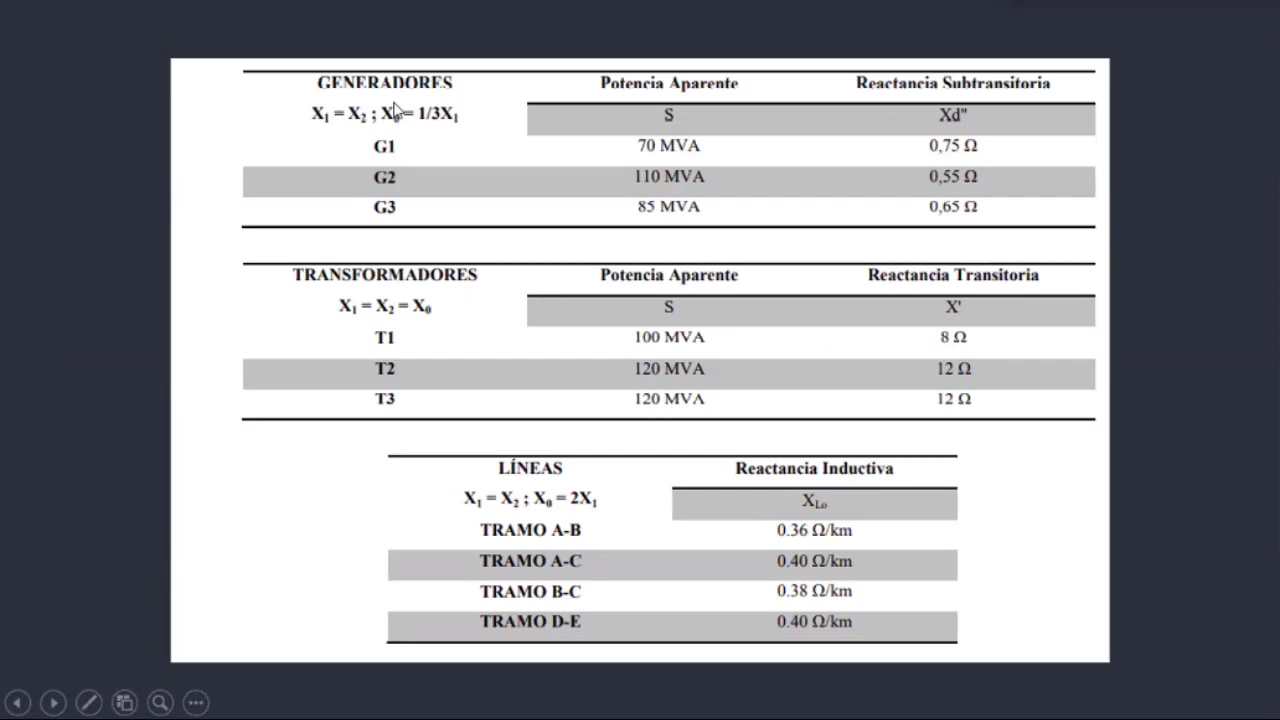 GENERADORES Potencia Aparente Reactancia Subtransitoria
X₁ = X₂ ; X₀ = 1/3X₁ S Xd"
G1 70 MVA 0,75 Ω
G2 110 MVA 0,55 Ω
G3 85 MVA 0,65 Ω
TRANSFORMADORES Potencia Aparente Reactancia Transitoria
X₁ = X₂ = X₀ S X'
T1 100 MVA 8 Ω
T2 120 MVA 12 Ω
T3 120 MVA 12 Ω
LÍNEAS Reactancia Inductiva
X₁ = X₂ ; X₀ = 2X₁ X_Lo
TRAMO A-B 0.36 Ω/km
TRAMO A-C 0.40 Ω/km
TRAMO B-C 0.38 Ω/km
TRAMO D-E 0.40 Ω/km